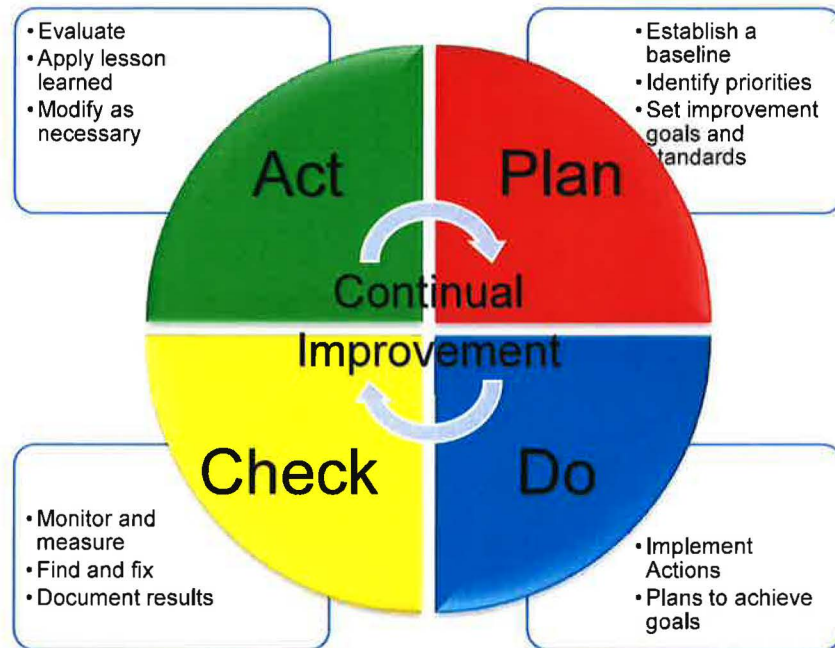 • Evaluate
• Apply lesson
learned
• Modify as
necessary
• Establish a
baseline
• Identify priorities
• Set improvement
goals and
standards
Act
Plan
Continual
Improvement
Check
Do
• Monitor and
measure
• Find and fix
• Document results
• Implement
Actions
• Plans to achieve
goals